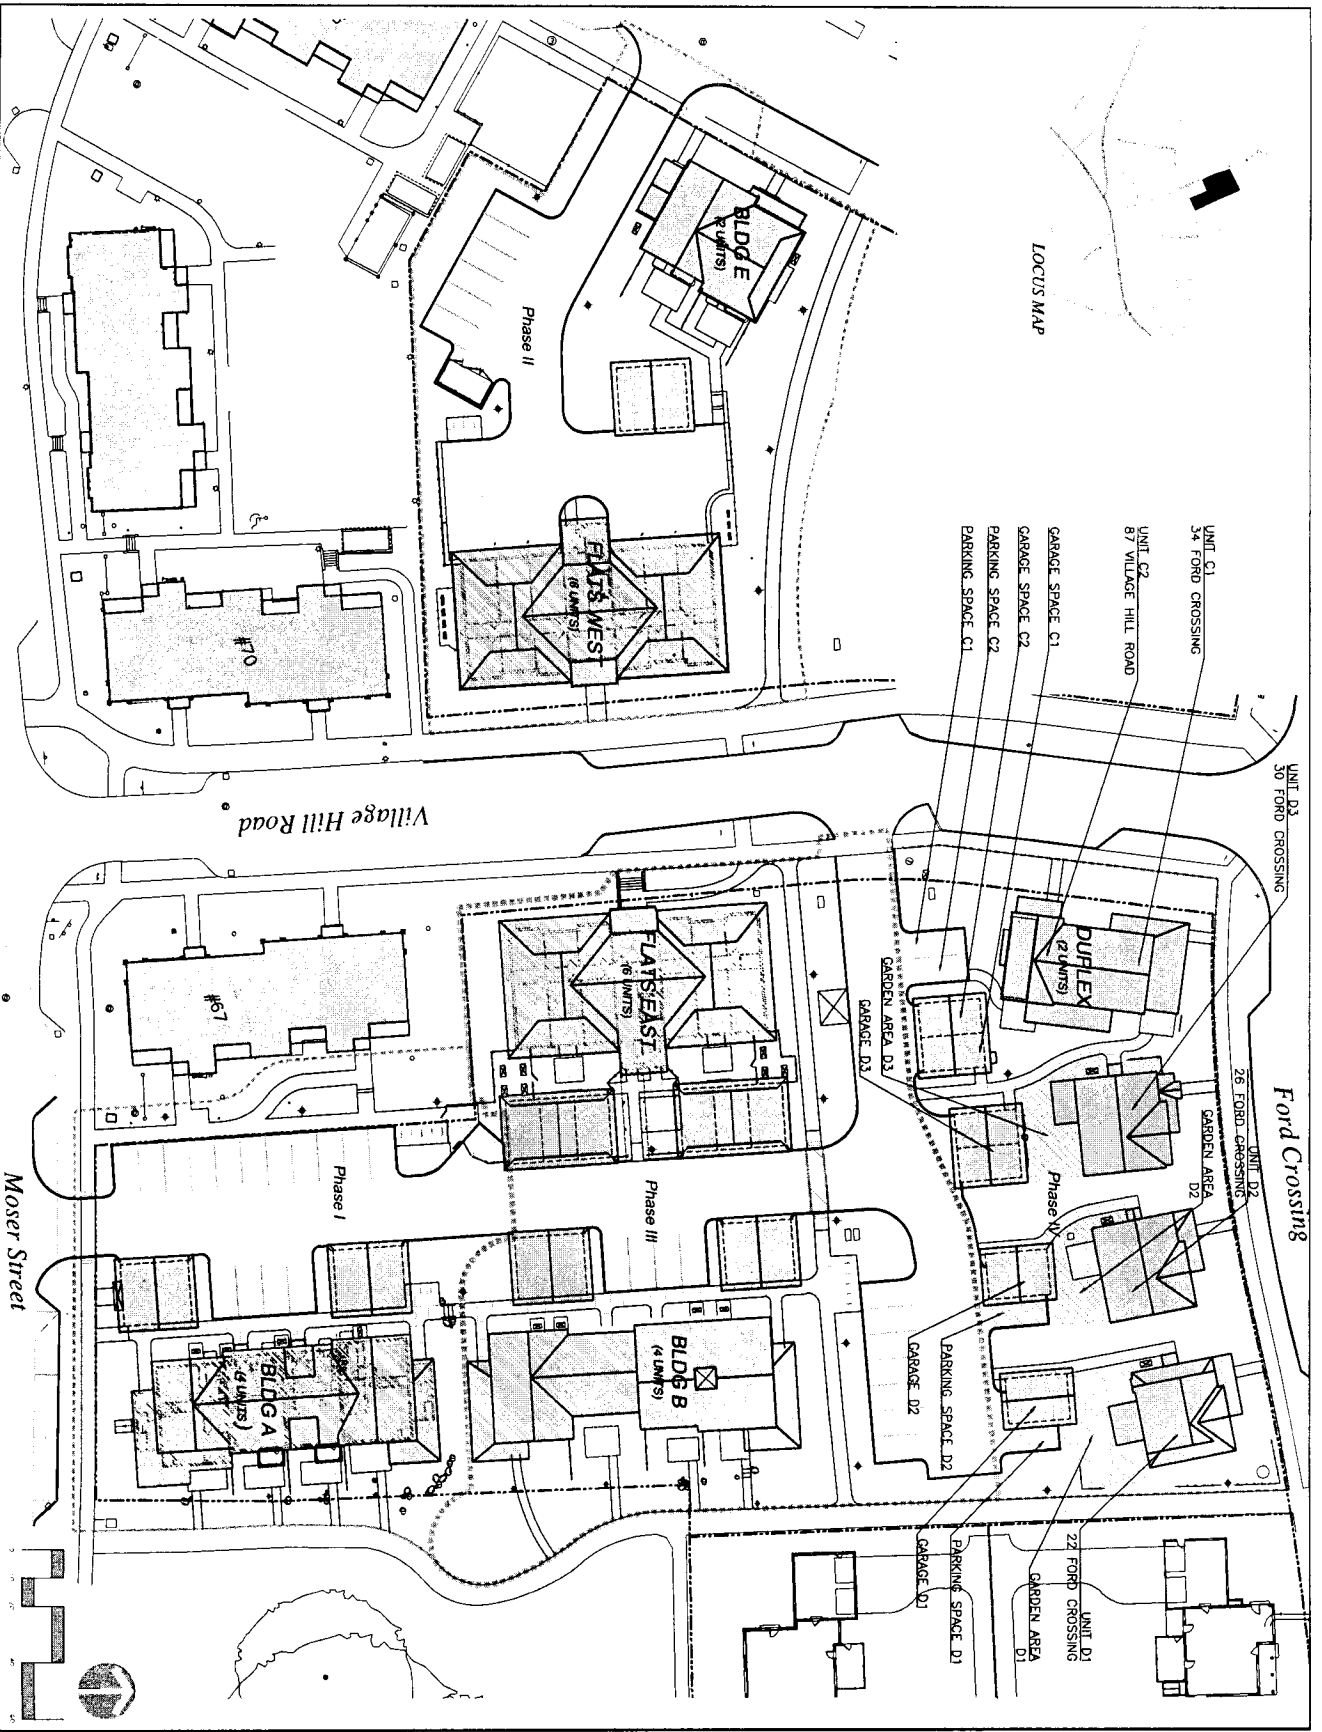 LOCUS MAP
UNIT C1
34 FORD CROSSING
UNIT C2
87 VILLAGE HILL ROAD
GARAGE SPACE C1
GARAGE SPACE C2
PARKING SPACE C2
PARKING SPACE C1
UNIT D3
30 FORD CROSSING
Ford Crossing
UNIT D2
26 FORD CROSSING
GARDEN AREA
D2
UNIT D1
22 FORD CROSSING
GARDEN AREA
D1
PARKING SPACE D1
GARAGE D1
PARKING SPACE D2
GARAGE D2
GARDEN AREA D3
GARAGE D3
BLDG E
(2 UNITS)
Phase II
FLATS WEST
(6 UNITS)
#70
Village Hill Road
DUPLEX
(2 UNITS)
Phase IV
FLATS EAST
(6 UNITS)
#67
Phase I
Phase III
BLDG B
(4 UNITS)
BLDG A
Moser Street